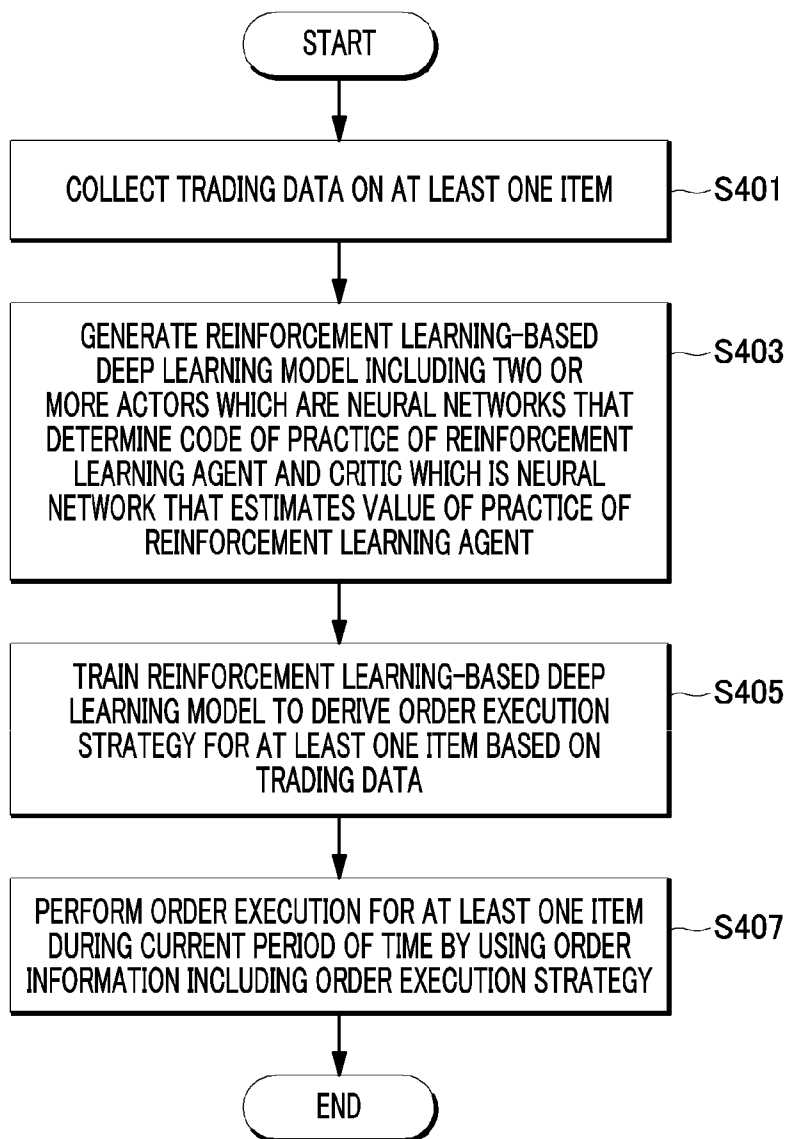 START
COLLECT TRADING DATA ON AT LEAST ONE ITEM
S401
GENERATE REINFORCEMENT LEARNING-BASED
DEEP LEARNING MODEL INCLUDING TWO OR
MORE ACTORS WHICH ARE NEURAL NETWORKS THAT
DETERMINE CODE OF PRACTICE OF REINFORCEMENT
LEARNING AGENT AND CRITIC WHICH IS NEURAL
NETWORK THAT ESTIMATES VALUE OF PRACTICE OF
REINFORCEMENT LEARNING AGENT
S403
TRAIN REINFORCEMENT LEARNING-BASED DEEP
LEARNING MODEL TO DERIVE ORDER EXECUTION
STRATEGY FOR AT LEAST ONE ITEM BASED ON
TRADING DATA
S405
PERFORM ORDER EXECUTION FOR AT LEAST ONE ITEM
DURING CURRENT PERIOD OF TIME BY USING ORDER
INFORMATION INCLUDING ORDER EXECUTION STRATEGY
S407
END